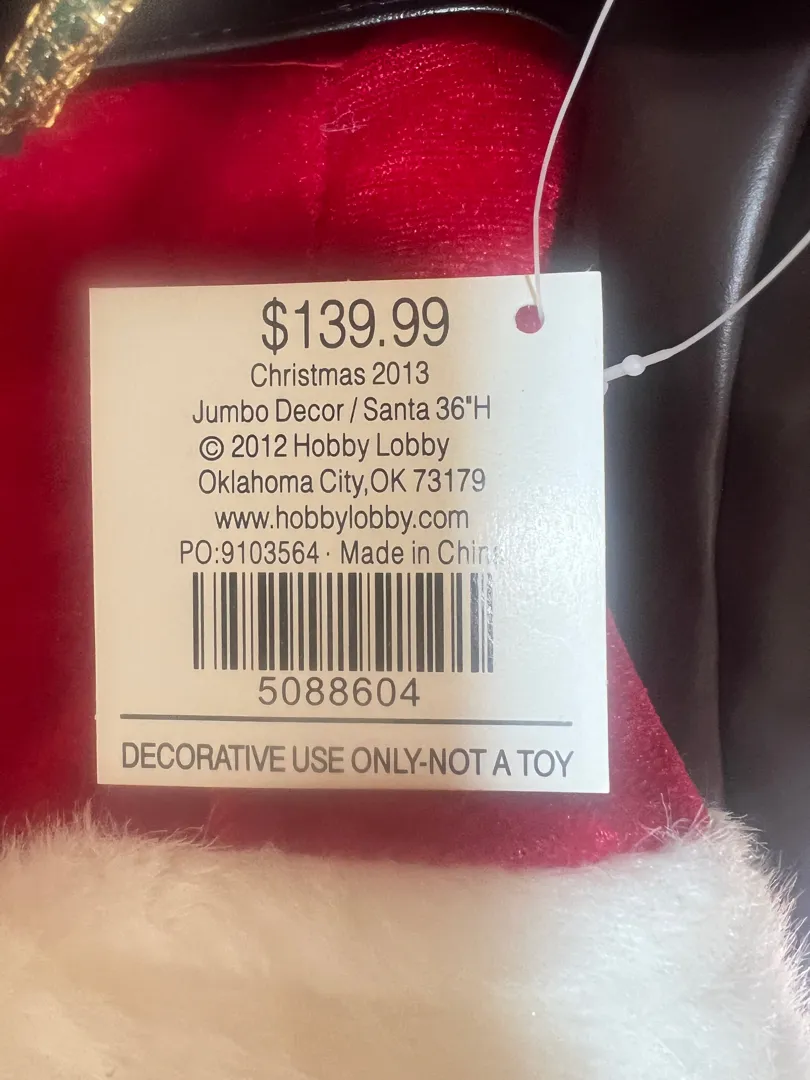 $139.99
Christmas 2013
Jumbo Decor / Santa 36"H
© 2012 Hobby Lobby
Oklahoma City,OK 73179
www.hobbylobby.com
PO:9103564 · Made in China
5088604
DECORATIVE USE ONLY-NOT A TOY